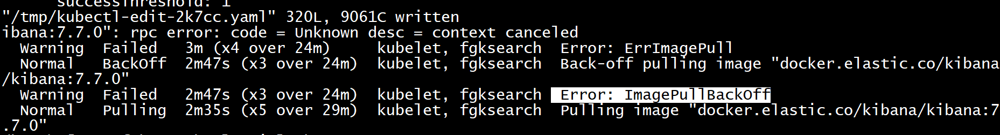 successThreshold: 1
"/tmp/kubectl-edit-2k7cc.yaml" 320L, 9061C written
ibana:7.7.0": rpc error: code = Unknown desc = context canceled
Warning  Failed   3m (x4 over 24m)     kubelet, fgksearch  Error: ErrImagePull
Normal   BackOff  2m47s (x3 over 24m)  kubelet, fgksearch  Back-off pulling image "docker.elastic.co/kibana
/kibana:7.7.0"
Warning  Failed   2m47s (x3 over 24m)  kubelet, fgksearch  Error: ImagePullBackOff
Normal   Pulling  2m35s (x5 over 29m)  kubelet, fgksearch  Pulling image "docker.elastic.co/kibana/kibana:7
.7.0"